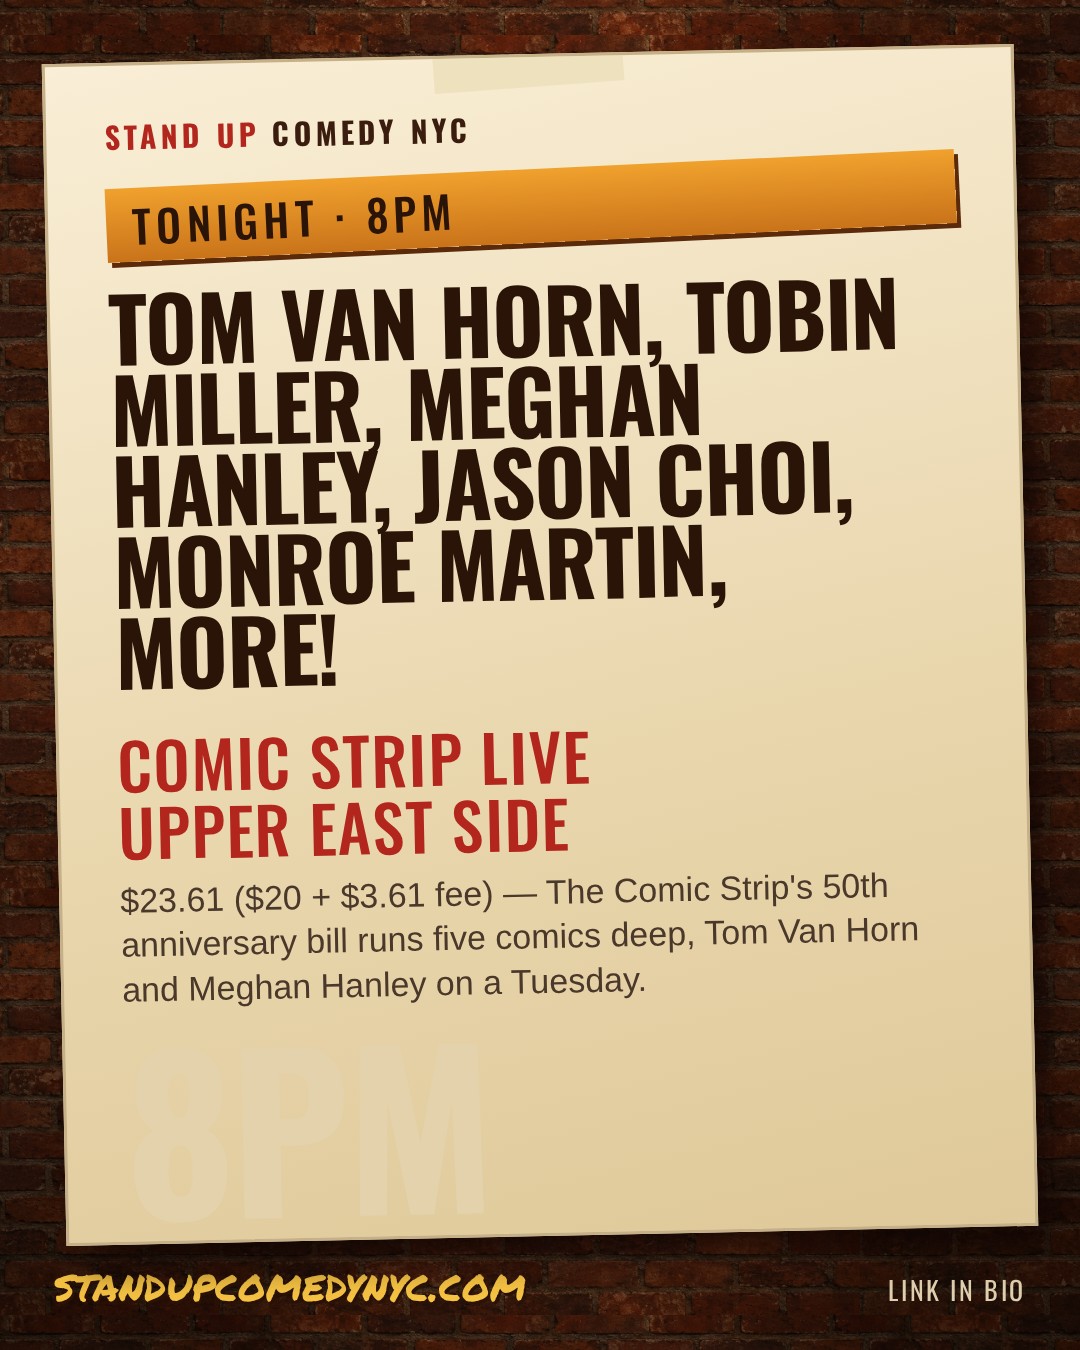 STAND UP COMEDY NYC
TONIGHT · 8PM
TOM VAN HORN, TOBIN
MILLER, MEGHAN
HANLEY, JASON CHOI,
MONROE MARTIN,
MORE!
COMIC STRIP LIVE
UPPER EAST SIDE
$23.61 ($20 + $3.61 fee) — The Comic Strip's 50th
anniversary bill runs five comics deep, Tom Van Horn
and Meghan Hanley on a Tuesday.
8PM
STANDUPCOMEDYNYC.COM
LINK IN BIO